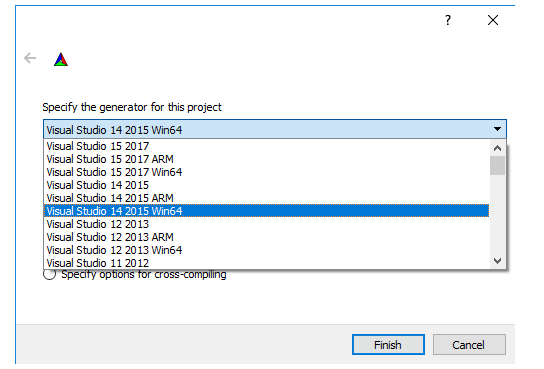 ?
Specify the generator for this project
Visual Studio 14 2015 Win64
Visual Studio 15 2017
Visual Studio 15 2017 ARM
Visual Studio 15 2017 Win64
Visual Studio 14 2015
Visual Studio 14 2015 ARM
Visual Studio 14 2015 Win64
Visual Studio 12 2013
Visual Studio 12 2013 ARM
Visual Studio 12 2013 Win64
Visual Studio 11 2012
Specify options for cross-compiling
Finish Cancel